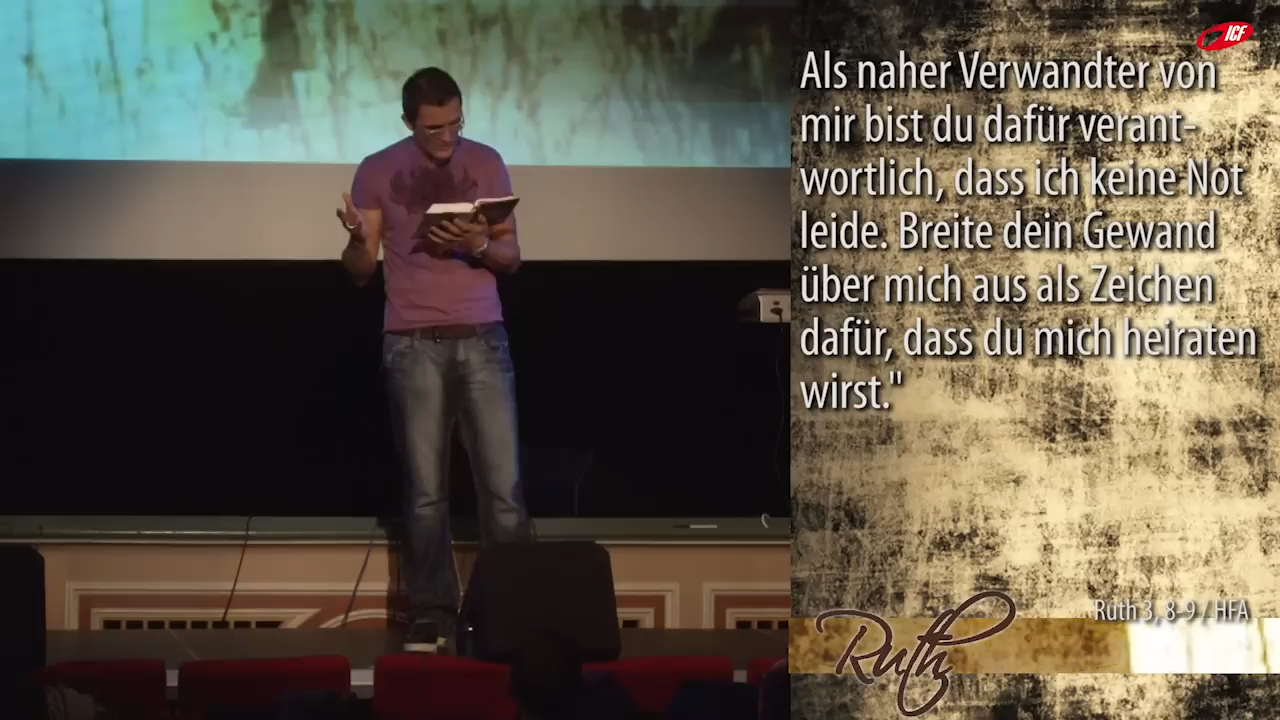 ICF
Als naher Verwandter von
mir bist du dafür verant-
wortlich, dass ich keine Not
leide. Breite dein Gewand
über mich aus als Zeichen
dafür, dass du mich heiraten
wirst."
Ruth 3, 8-9 / HFA
Ruth